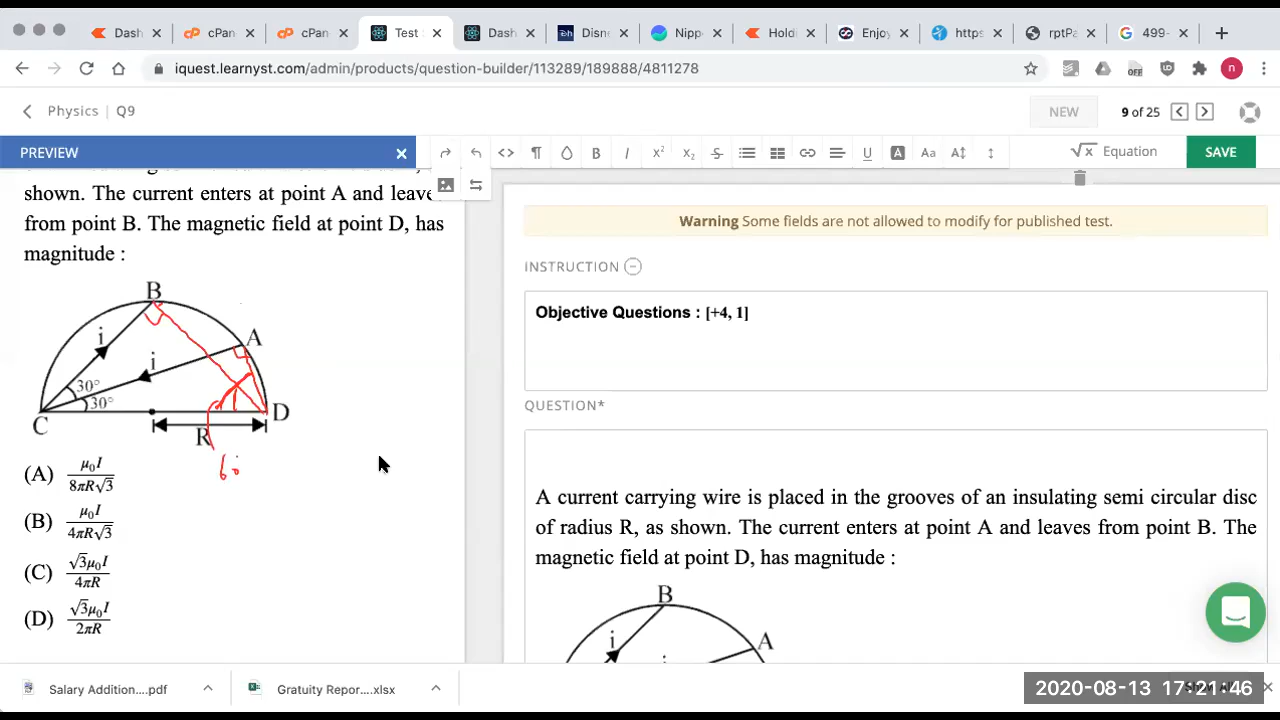 Dash
cPan
cPan
Test
Dash
Disne
Nipp
Hold
Enjoy
https
rptPa
499-
iquest.learnyst.com/admin/products/question-builder/113289/189888/4811278
OFF
n
Physics | Q9
NEW
9 of 25
PREVIEW
Equation
SAVE
shown. The current enters at point A and leaves
from point B. The magnetic field at point D, has
magnitude :
B
A
i
i
30°
30°
C
D
R
60
(A) μ₀I / 8πR√3
(B) μ₀I / 4πR√3
(C) √3μ₀I / 4πR
(D) √3μ₀I / 2πR
Warning Some fields are not allowed to modify for published test.
INSTRUCTION
Objective Questions : [+4, 1]
QUESTION*
A current carrying wire is placed in the grooves of an insulating semi circular disc
of radius R, as shown. The current enters at point A and leaves from point B. The
magnetic field at point D, has magnitude :
B
A
i
Salary Addition....pdf
Gratuity Repor....xlsx
2020-08-13 17:21:46